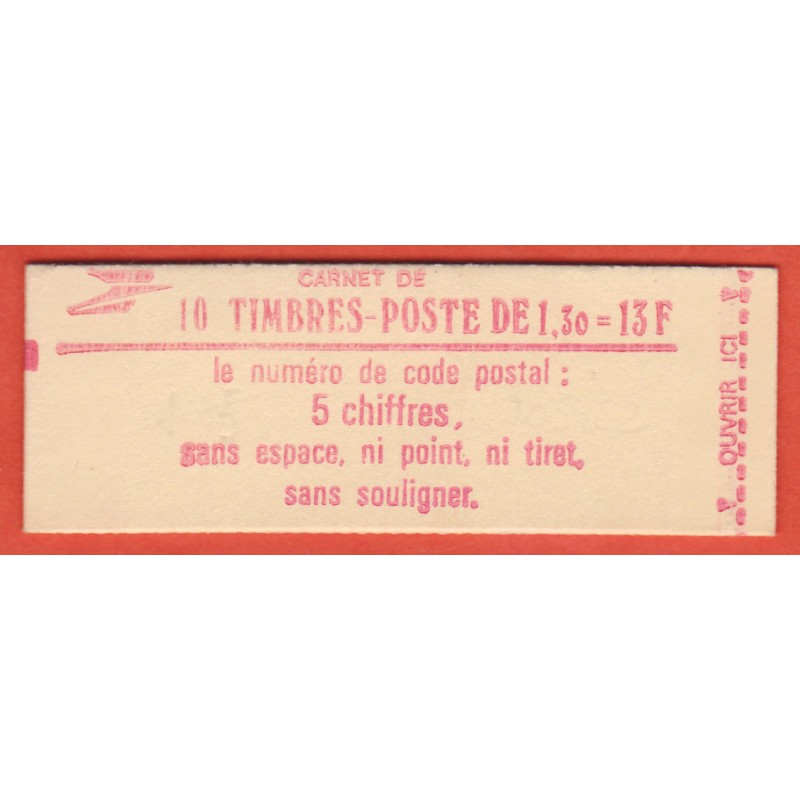 CARNET DE
10 TIMBRES-POSTE DE 1,30 = 13 F
le numéro de code postal :
5 chiffres,
sans espace, ni point, ni tiret,
sans souligner.
OUVRIR ICI